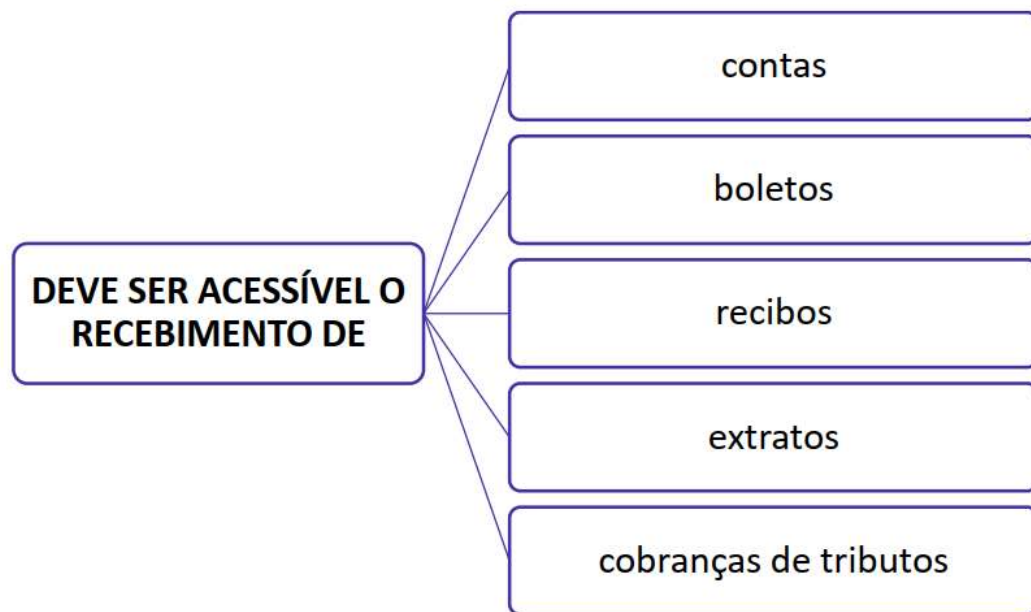 DEVE SER ACESSÍVEL O
RECEBIMENTO DE
contas
boletos
recibos
extratos
cobranças de tributos